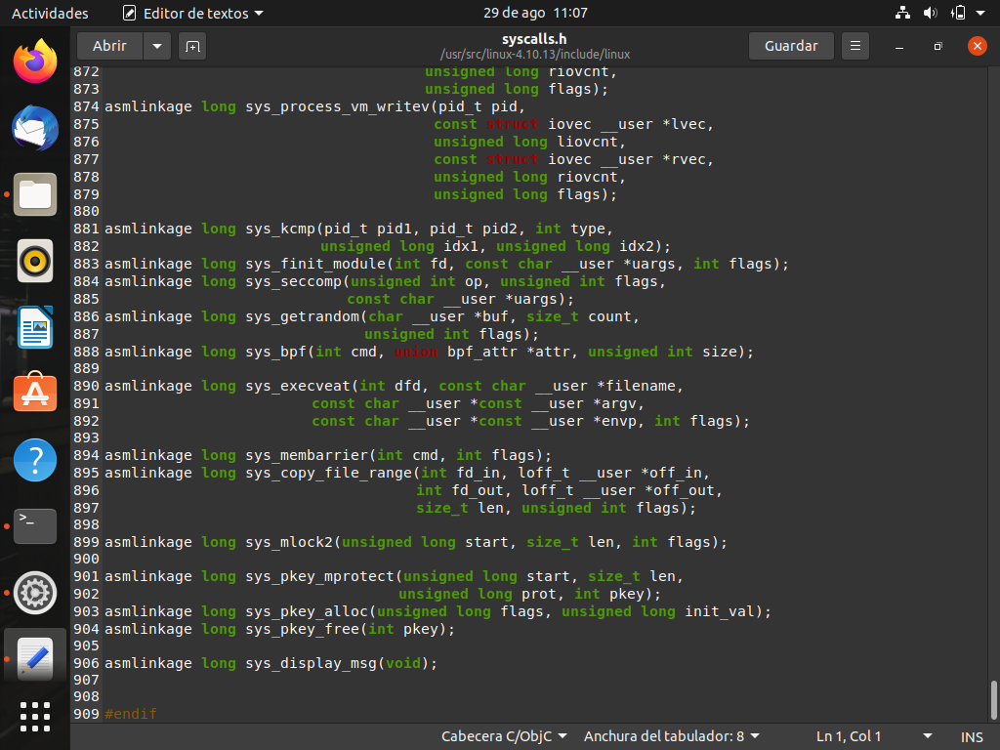 Actividades
Editor de textos
29 de ago 11:07
Abrir
syscalls.h
/usr/src/linux-4.10.13/include/linux
Guardar
872 unsigned long riovcnt,
873 unsigned long flags);
874 asmlinkage long sys_process_vm_writev(pid_t pid,
875 const struct iovec __user *lvec,
876 unsigned long liovcnt,
877 const struct iovec __user *rvec,
878 unsigned long riovcnt,
879 unsigned long flags);
880
881 asmlinkage long sys_kcmp(pid_t pid1, pid_t pid2, int type,
882 unsigned long idx1, unsigned long idx2);
883 asmlinkage long sys_finit_module(int fd, const char __user *uargs, int flags);
884 asmlinkage long sys_seccomp(unsigned int op, unsigned int flags,
885 const char __user *uargs);
886 asmlinkage long sys_getrandom(char __user *buf, size_t count,
887 unsigned int flags);
888 asmlinkage long sys_bpf(int cmd, union bpf_attr *attr, unsigned int size);
889
890 asmlinkage long sys_execveat(int dfd, const char __user *filename,
891 const char __user *const __user *argv,
892 const char __user *const __user *envp, int flags);
893
894 asmlinkage long sys_membarrier(int cmd, int flags);
895 asmlinkage long sys_copy_file_range(int fd_in, loff_t __user *off_in,
896 int fd_out, loff_t __user *off_out,
897 size_t len, unsigned int flags);
898
899 asmlinkage long sys_mlock2(unsigned long start, size_t len, int flags);
900
901 asmlinkage long sys_pkey_mprotect(unsigned long start, size_t len,
902 unsigned long prot, int pkey);
903 asmlinkage long sys_pkey_alloc(unsigned long flags, unsigned long init_val);
904 asmlinkage long sys_pkey_free(int pkey);
905
906 asmlinkage long sys_display_msg(void);
907
908
909 #endif
Cabecera C/ObjC
Anchura del tabulador: 8
Ln 1, Col 1
INS